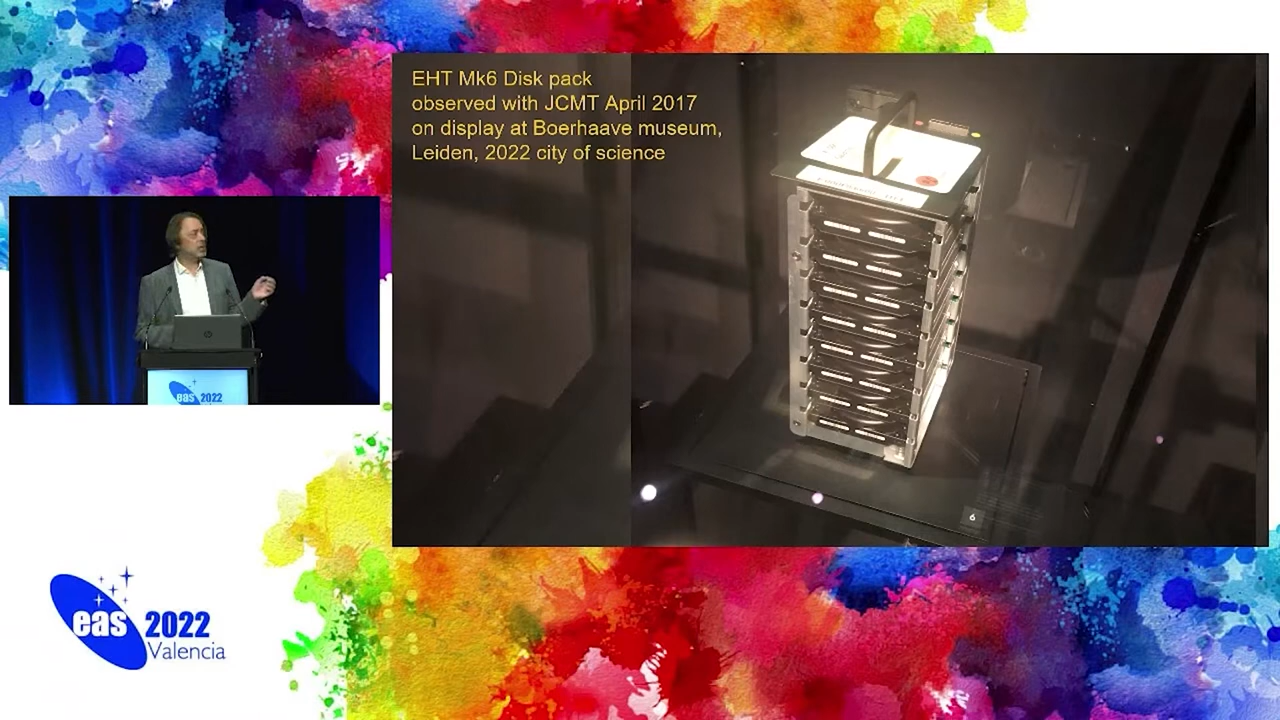 EHT Mk6 Disk pack
observed with JCMT April 2017
on display at Boerhaave museum,
Leiden, 2022 city of science
6
eas 2022
eas 2022
Valencia